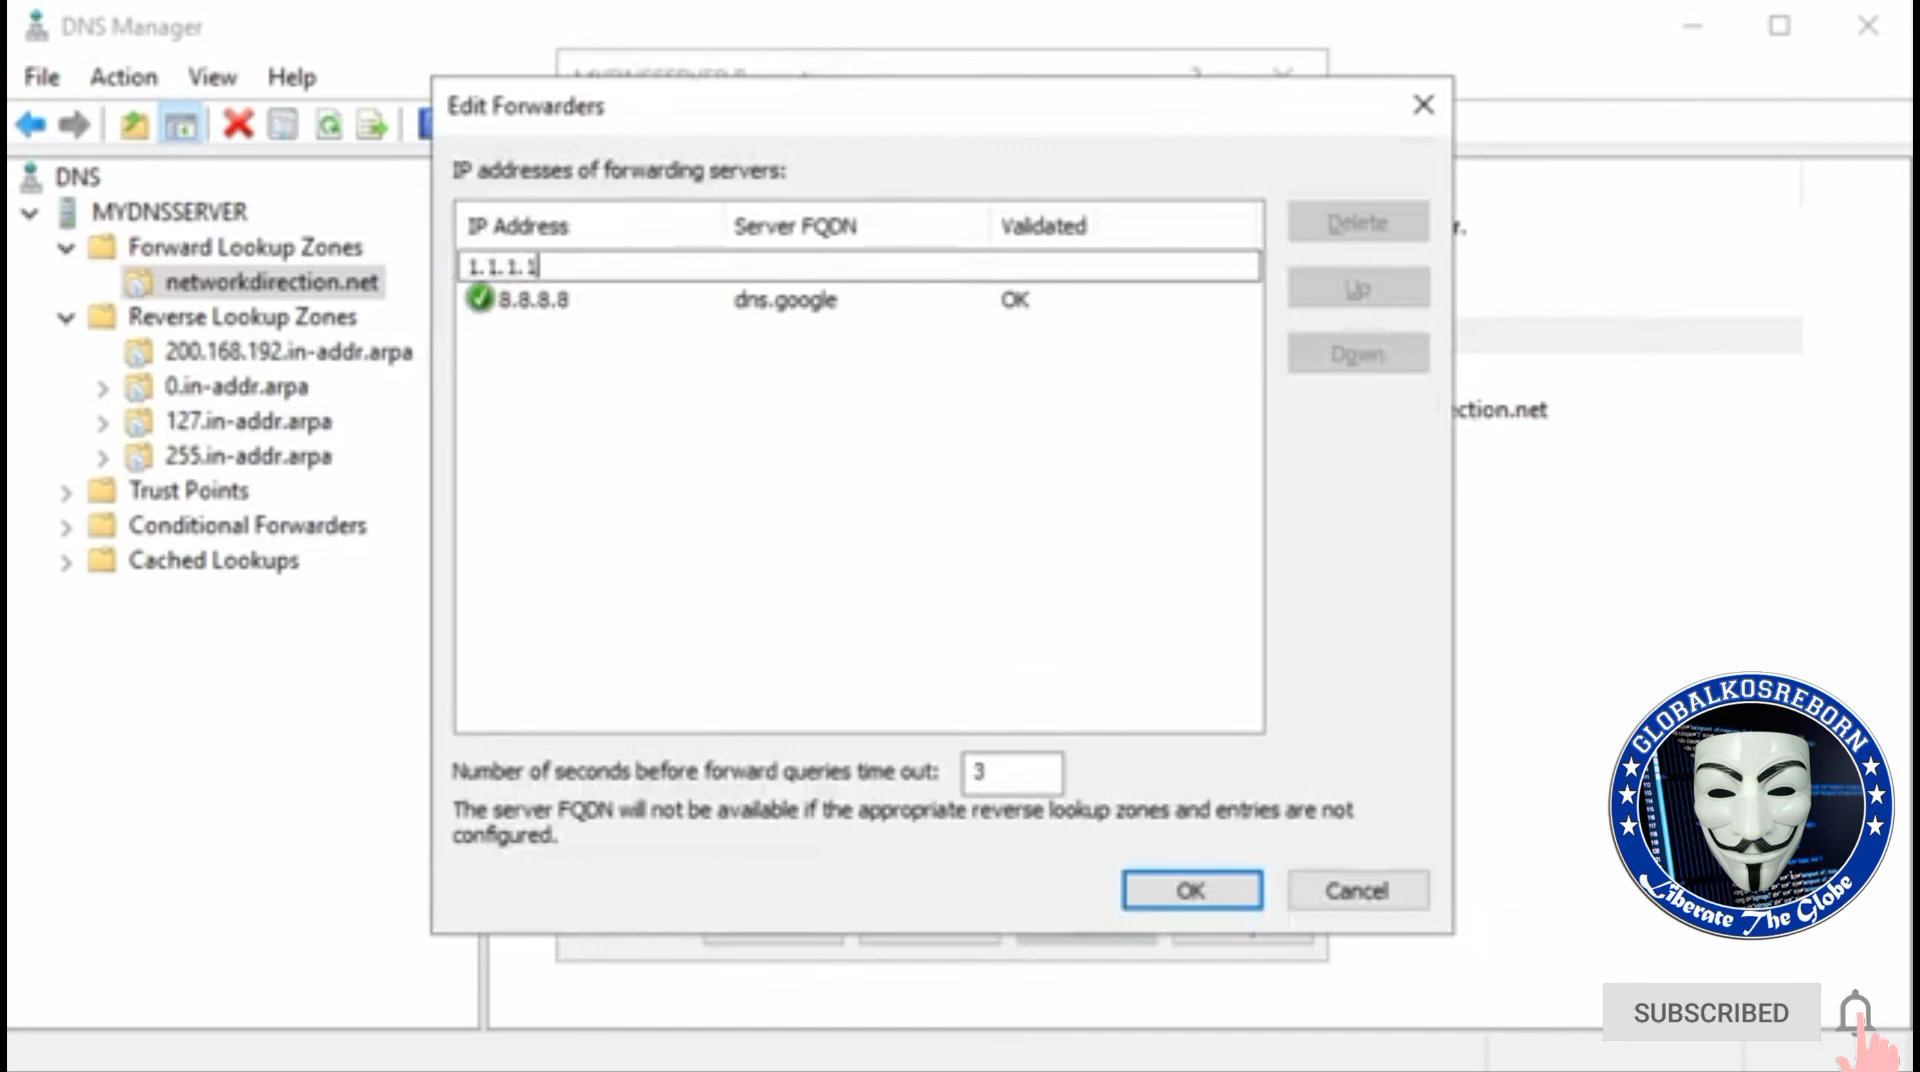 DNS Manager
File Action View Help
DNS
MYDNSSERVER
Forward Lookup Zones
networkdirection.net
Reverse Lookup Zones
200.168.192.in-addr.arpa
0.in-addr.arpa
127.in-addr.arpa
255.in-addr.arpa
Trust Points
Conditional Forwarders
Cached Lookups
Edit Forwarders
IP addresses of forwarding servers:
IP Address Server FQDN Validated
1.1.1.1
8.8.8.8 dns.google OK
Delete
Up
Down
Number of seconds before forward queries time out: 3
The server FQDN will not be available if the appropriate reverse lookup zones and entries are not
configured.
OK Cancel
r.
ction.net
GLOBALKOSREBORN
Liberate The Globe
SUBSCRIBED